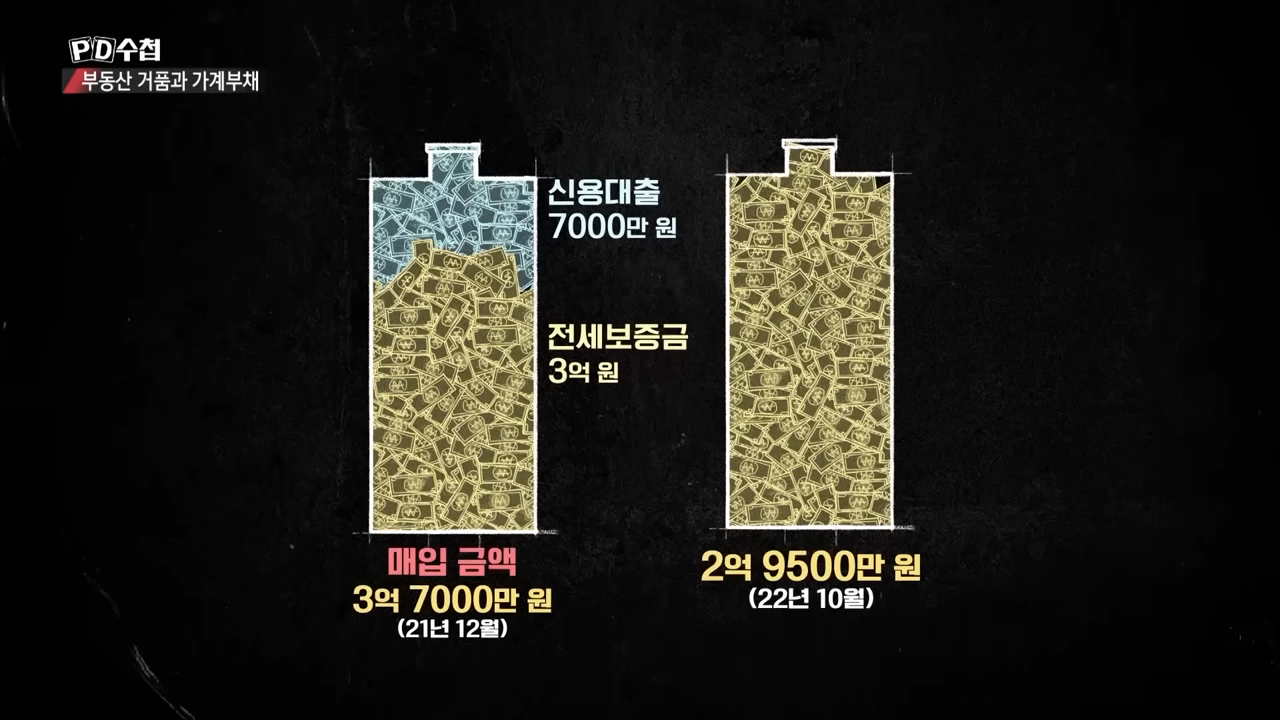 PD수첩
부동산 거품과 가계부채
신용대출
7000만 원
전세보증금
3억 원
매입 금액
3억 7000만 원
(21년 12월)
2억 9500만 원
(22년 10월)